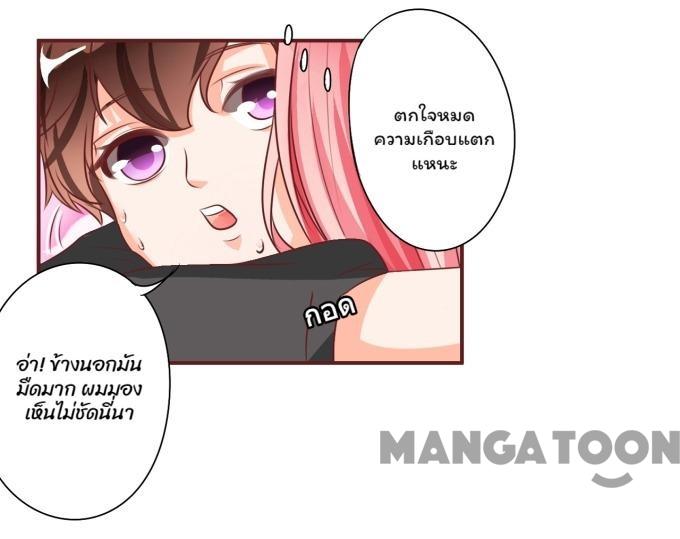 ตกใจหมด
ความเกือบแตก
แหนะ
กอด
อ่า! ข้างนอกมัน
มืดมาก ผมมอง
เห็นไม่ชัดนี่นา
MANGATOON